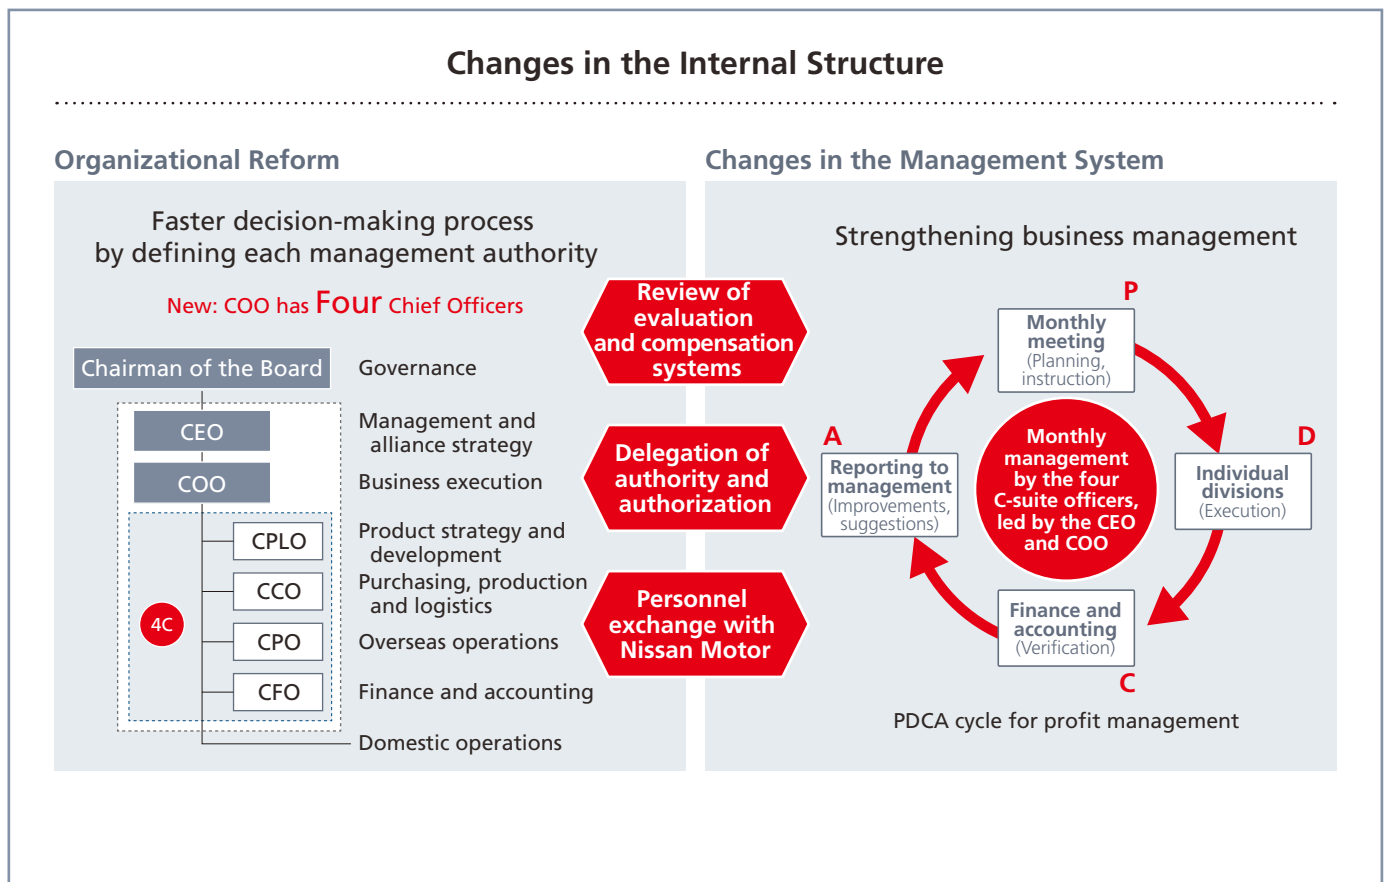 Changes in the Internal Structure
Organizational Reform
Faster decision-making process
by defining each management authority
New: COO has Four Chief Officers
Chairman of the Board
Governance
CEO
Management and
alliance strategy
COO
Business execution
4C
CPLO
Product strategy and
development
CCO
Purchasing, production
and logistics
CPO
Overseas operations
CFO
Finance and accounting
Domestic operations
Review of
evaluation
and compensation
systems
Delegation of
authority and
authorization
Personnel
exchange with
Nissan Motor
Changes in the Management System
Strengthening business management
P
Monthly
meeting
(Planning,
instruction)
D
Individual
divisions
(Execution)
C
Finance and
accounting
(Verification)
A
Reporting to
management
(Improvements,
suggestions)
Monthly
management
by the four
C-suite officers,
led by the CEO
and COO
PDCA cycle for profit management